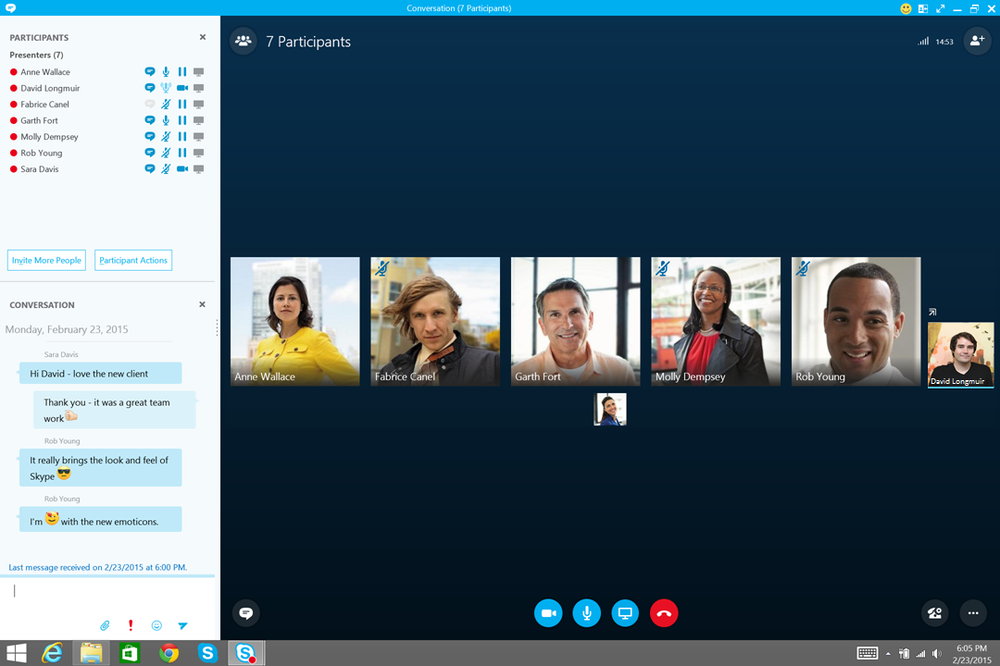 Conversation (7 Participants)
PARTICIPANTS
Presenters (7)
Anne Wallace
David Longmuir
Fabrice Canel
Garth Fort
Molly Dempsey
Rob Young
Sara Davis
Invite More People
Participant Actions
CONVERSATION
Monday, February 23, 2015
Sara Davis
Hi David - love the new client
Thank you - it was a great team
work
Rob Young
It really brings the look and feel of
Skype
Rob Young
I'm with the new emoticons.
Last message received on 2/23/2015 at 6:00 PM.
7 Participants
14:53
Anne Wallace
Fabrice Canel
Garth Fort
Molly Dempsey
Rob Young
David Longmuir
6:05 PM
2/23/2015